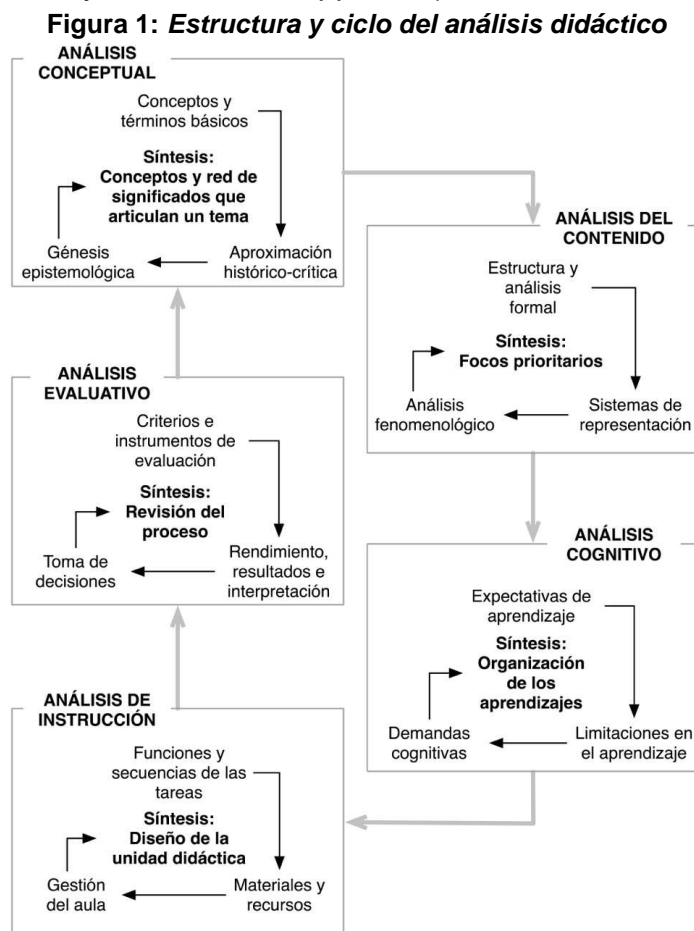 Figura 1: Estructura y ciclo del análisis didáctico
ANÁLISIS
CONCEPTUAL
Conceptos y
términos básicos
Síntesis:
Conceptos y red de
significados que
articulan un tema
Génesis
epistemológica
Aproximación
histórico-crítica
ANÁLISIS DEL
CONTENIDO
Estructura y
análisis
formal
Síntesis:
Focos prioritarios
Análisis
fenomenológico
Sistemas de
representación
ANÁLISIS
COGNITIVO
Expectativas de
aprendizaje
Síntesis:
Organización
de los
aprendizajes
Demandas
cognitivas
Limitaciones en
el aprendizaje
ANÁLISIS DE
INSTRUCCIÓN
Funciones y
secuencias de las
tareas
Síntesis:
Diseño de la
unidad didáctica
Gestión
del aula
Materiales y
recursos
ANÁLISIS
EVALUATIVO
Criterios e
instrumentos de
evaluación
Síntesis:
Revisión del
proceso
Toma de
decisiones
Rendimiento,
resultados e
interpretación